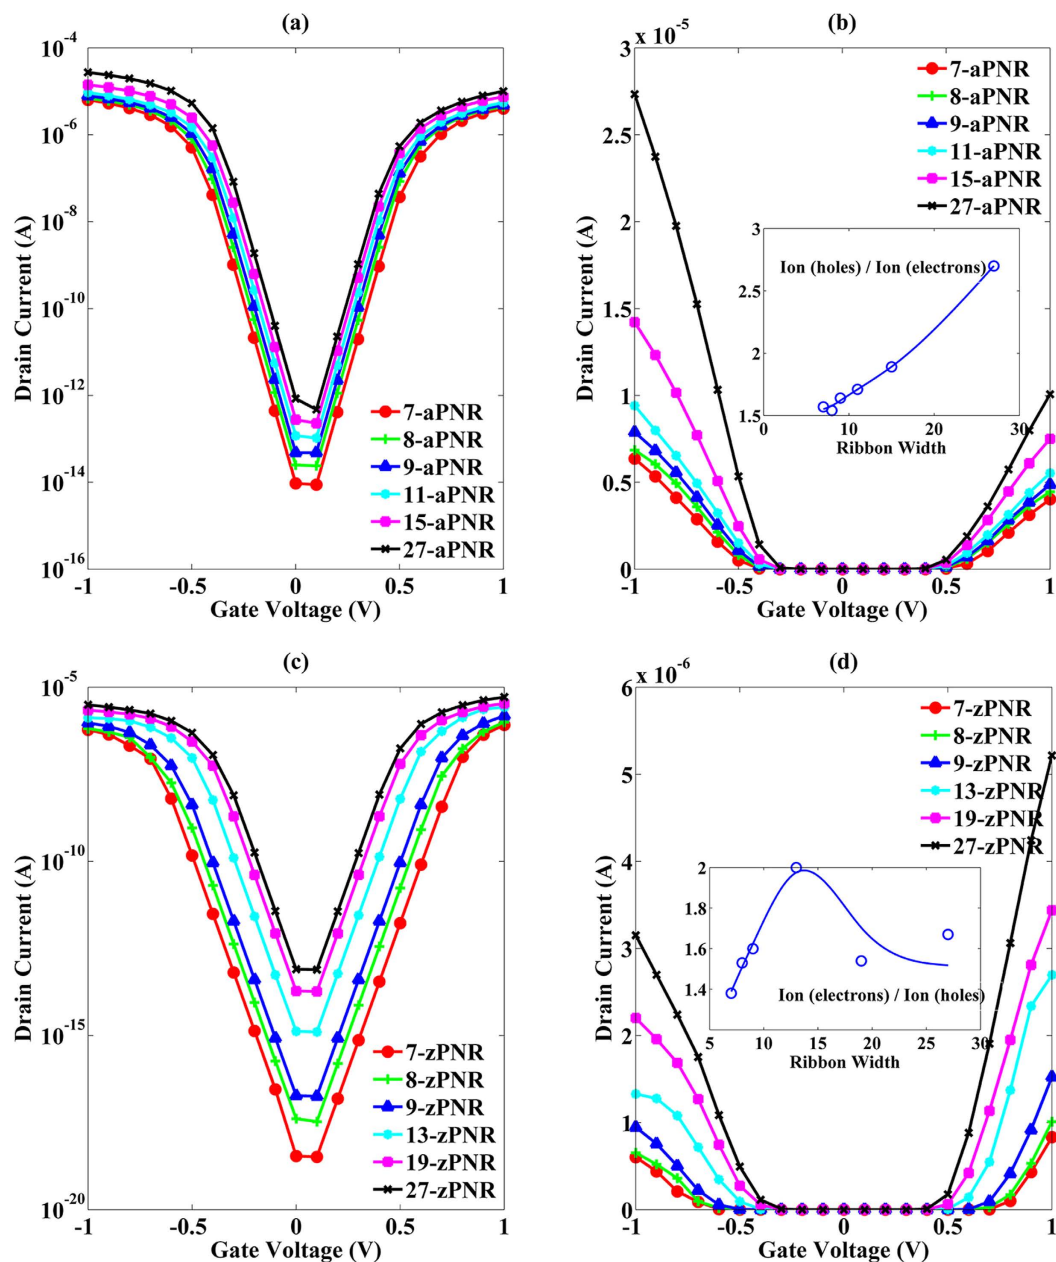 (a)
Drain Current (A)
10^-4
10^-6
10^-8
10^-10
10^-12
10^-14
10^-16
-1
-0.5
0
0.5
1
Gate Voltage (V)
7-aPNR
8-aPNR
9-aPNR
11-aPNR
15-aPNR
27-aPNR
(b)
x 10^-5
Drain Current (A)
3
2.5
2
1.5
1
0.5
0
-1
-0.5
0
0.5
1
Gate Voltage (V)
7-aPNR
8-aPNR
9-aPNR
11-aPNR
15-aPNR
27-aPNR
3
2.5
2
1.5
0
10
20
30
Ion (holes) / Ion (electrons)
Ribbon Width
(c)
Drain Current (A)
10^-5
10^-10
10^-15
10^-20
-1
-0.5
0
0.5
1
Gate Voltage (V)
7-zPNR
8-zPNR
9-zPNR
13-zPNR
19-zPNR
27-zPNR
(d)
x 10^-6
Drain Current (A)
6
5
4
3
2
1
0
-1
-0.5
0
0.5
1
Gate Voltage (V)
7-zPNR
8-zPNR
9-zPNR
13-zPNR
19-zPNR
27-zPNR
2
1.8
1.6
1.4
5
10
15
20
25
30
Ion (electrons) / Ion (holes)
Ribbon Width